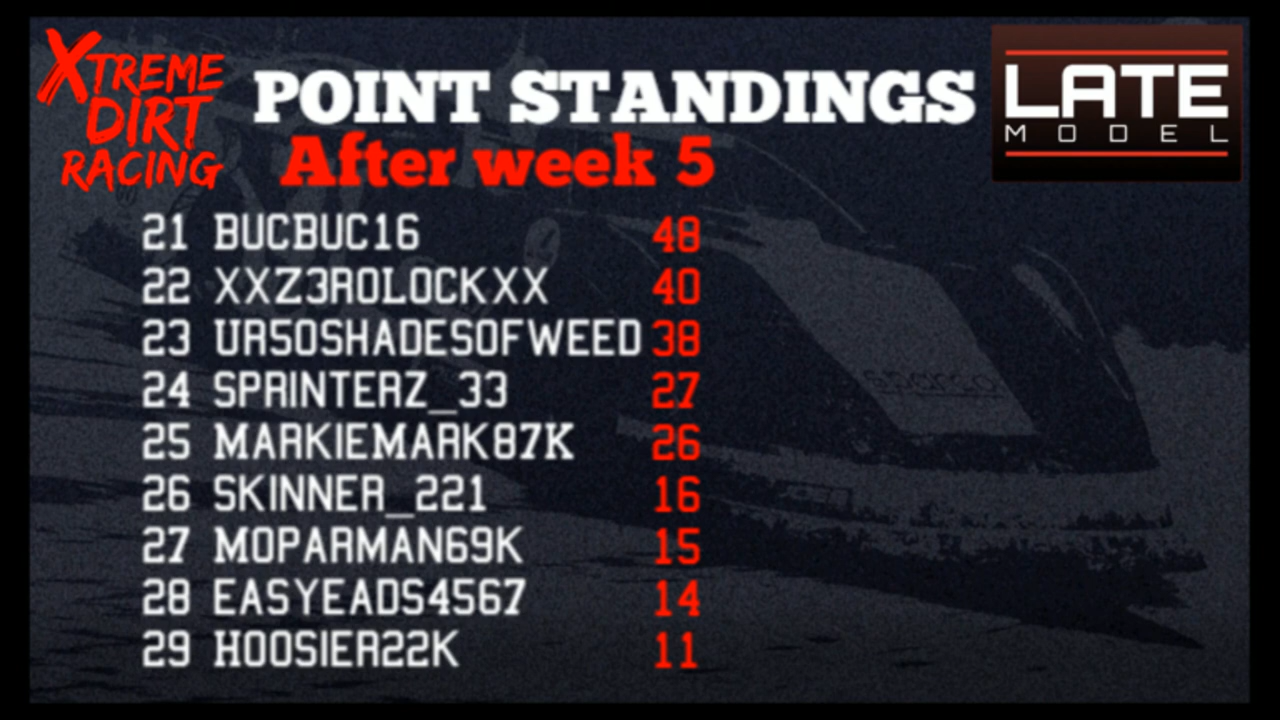 XTREME
DIRT
RACING
POINT STANDINGS
After week 5
LATE
MODEL
21 BUCBUC16 48
22 XXZ3ROLOCKXX 40
23 UR50SHADESOFWEED 38
24 SPRINTERZ_33 27
25 MARKIEMARK87K 26
26 SKINNER_221 16
27 MOPARMAN69K 15
28 EASYEADS4567 14
29 HOOSIER22K 11